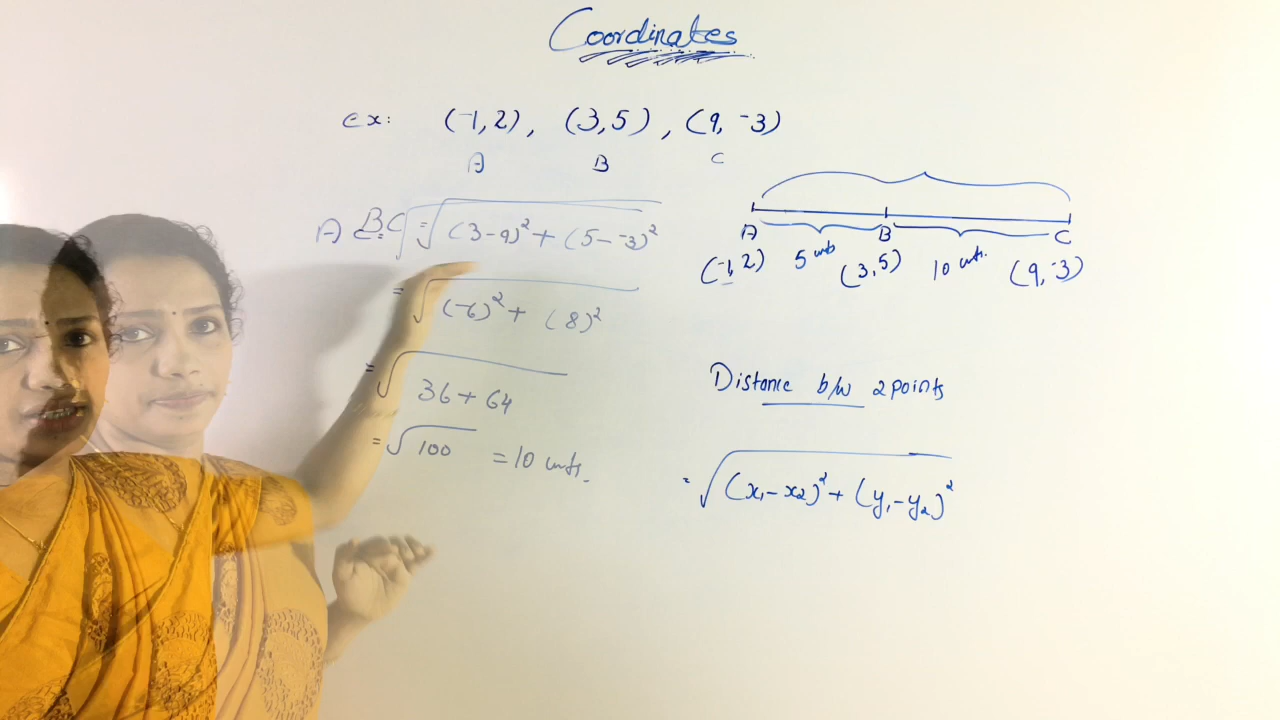 Coordinates
ex: (-1,2), (3,5), (9, -3)
A B C
BC = √(3-9)² + (5--3)²
= √(-6)² + (8)²
= √36 + 64
= √100 = 10 units.
A B C
(-1,2) 5 units (3,5) 10 units. (9,-3)
Distance b/w 2 points
= √(x₁-x₂)² + (y₁-y₂)²